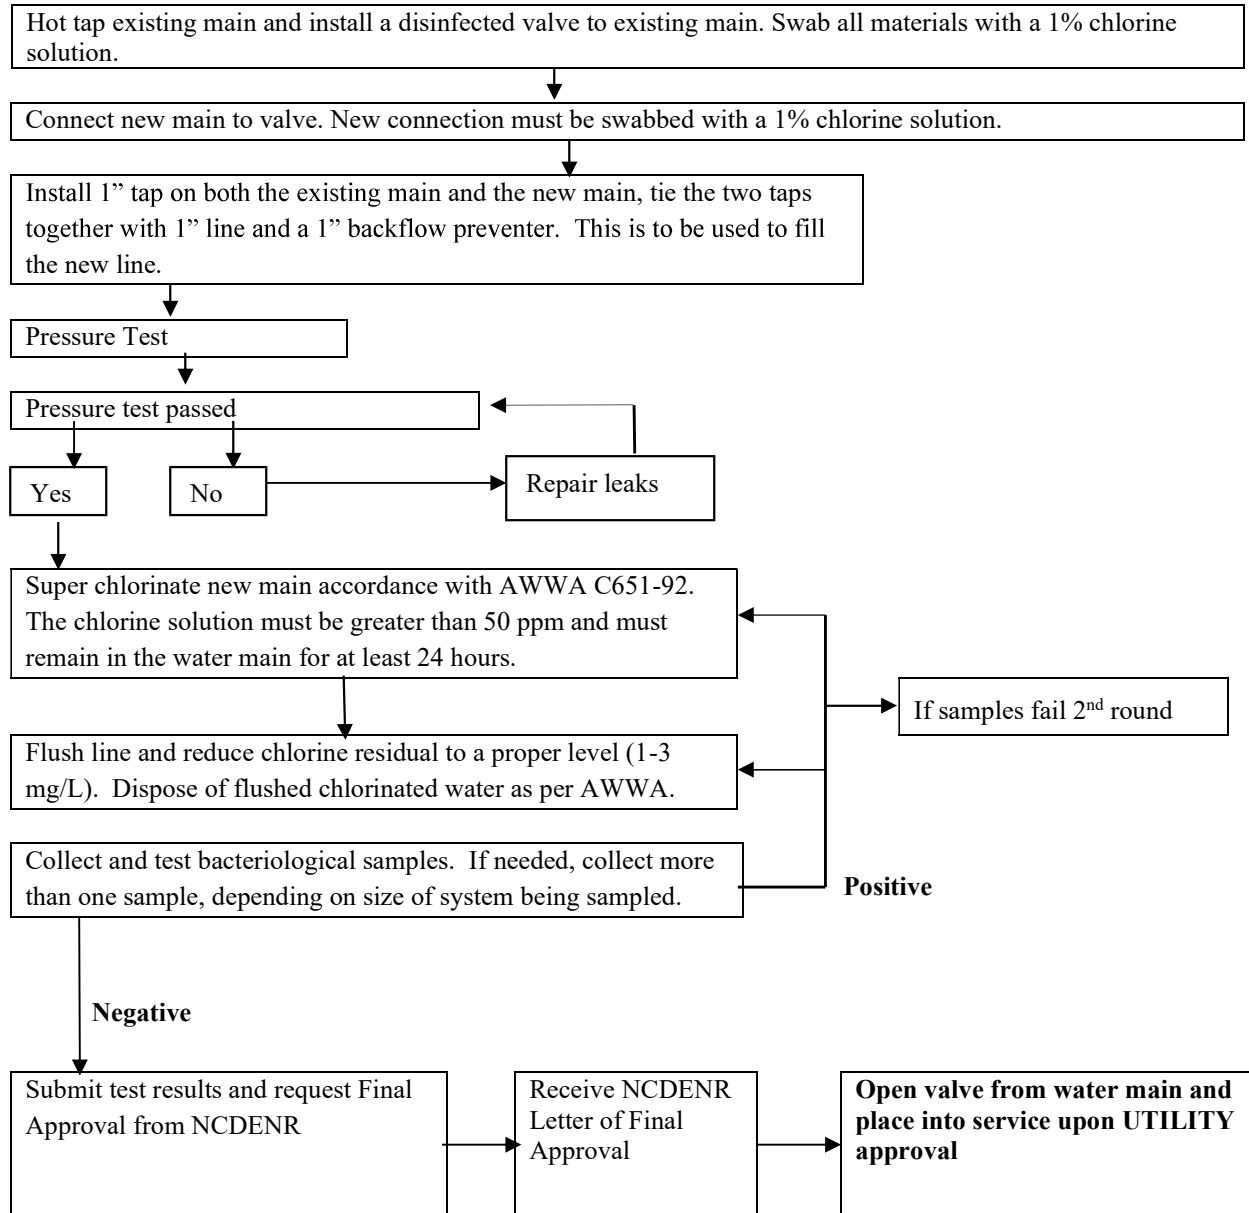 Hot tap existing main and install a disinfected valve to existing main. Swab all materials with a 1% chlorine
solution.
Connect new main to valve. New connection must be swabbed with a 1% chlorine solution.
Install 1” tap on both the existing main and the new main, tie the two taps
together with 1” line and a 1” backflow preventer.  This is to be used to fill
the new line.
Pressure Test
Pressure test passed
Yes
No
Repair leaks
Super chlorinate new main accordance with AWWA C651-92.
The chlorine solution must be greater than 50 ppm and must
remain in the water main for at least 24 hours.
If samples fail 2nd round
Flush line and reduce chlorine residual to a proper level (1-3
mg/L).  Dispose of flushed chlorinated water as per AWWA.
Collect and test bacteriological samples.  If needed, collect more
than one sample, depending on size of system being sampled.
Positive
Negative
Submit test results and request Final
Approval from NCDENR
Receive NCDENR
Letter of Final
Approval
Open valve from water main and
place into service upon UTILITY
approval